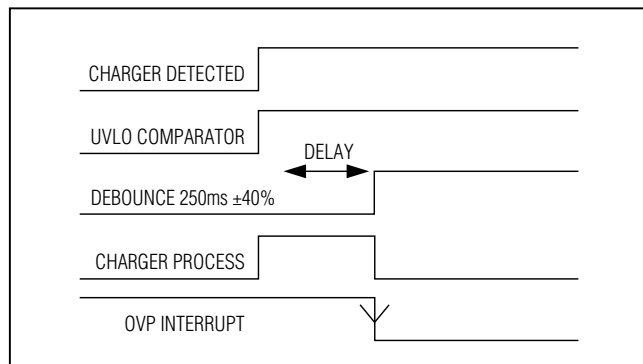 CHARGER DETECTED
UVLO COMPARATOR
DELAY
DEBOUNCE 250ms ±40%
CHARGER PROCESS
OVP INTERRUPT